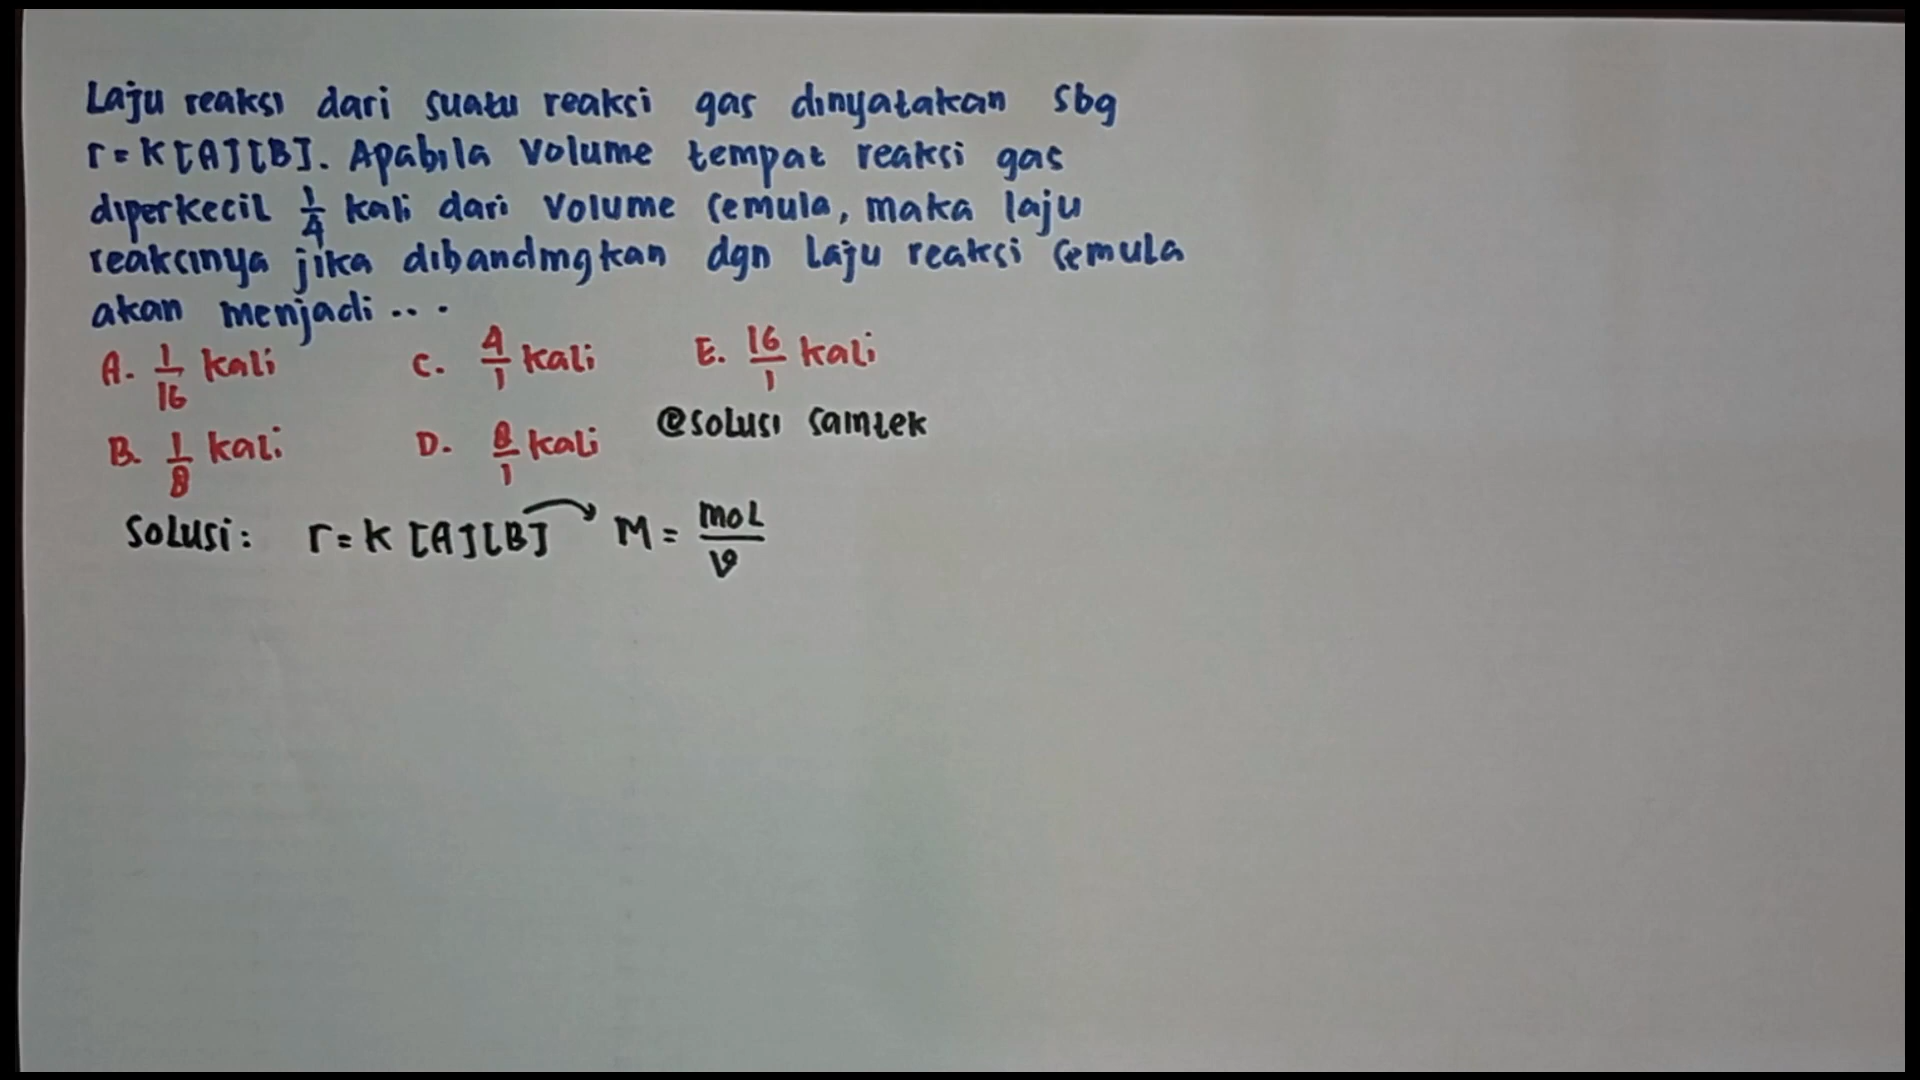 Laju reaksi dari suatu reaksi gas dinyatakan sbg
r = k[A][B]. Apabila Volume tempat reaksi gas
diperkecil 1/4 kali dari Volume semula, maka laju
reaksinya jika dibandingkan dgn laju reaksi semula
akan menjadi ...
A. 1/16 kali C. 4/1 kali E. 16/1 kali
@solusi samtek
B. 1/8 kali D. 8/1 kali
Solusi: r = k [A][B] → M = mol/V